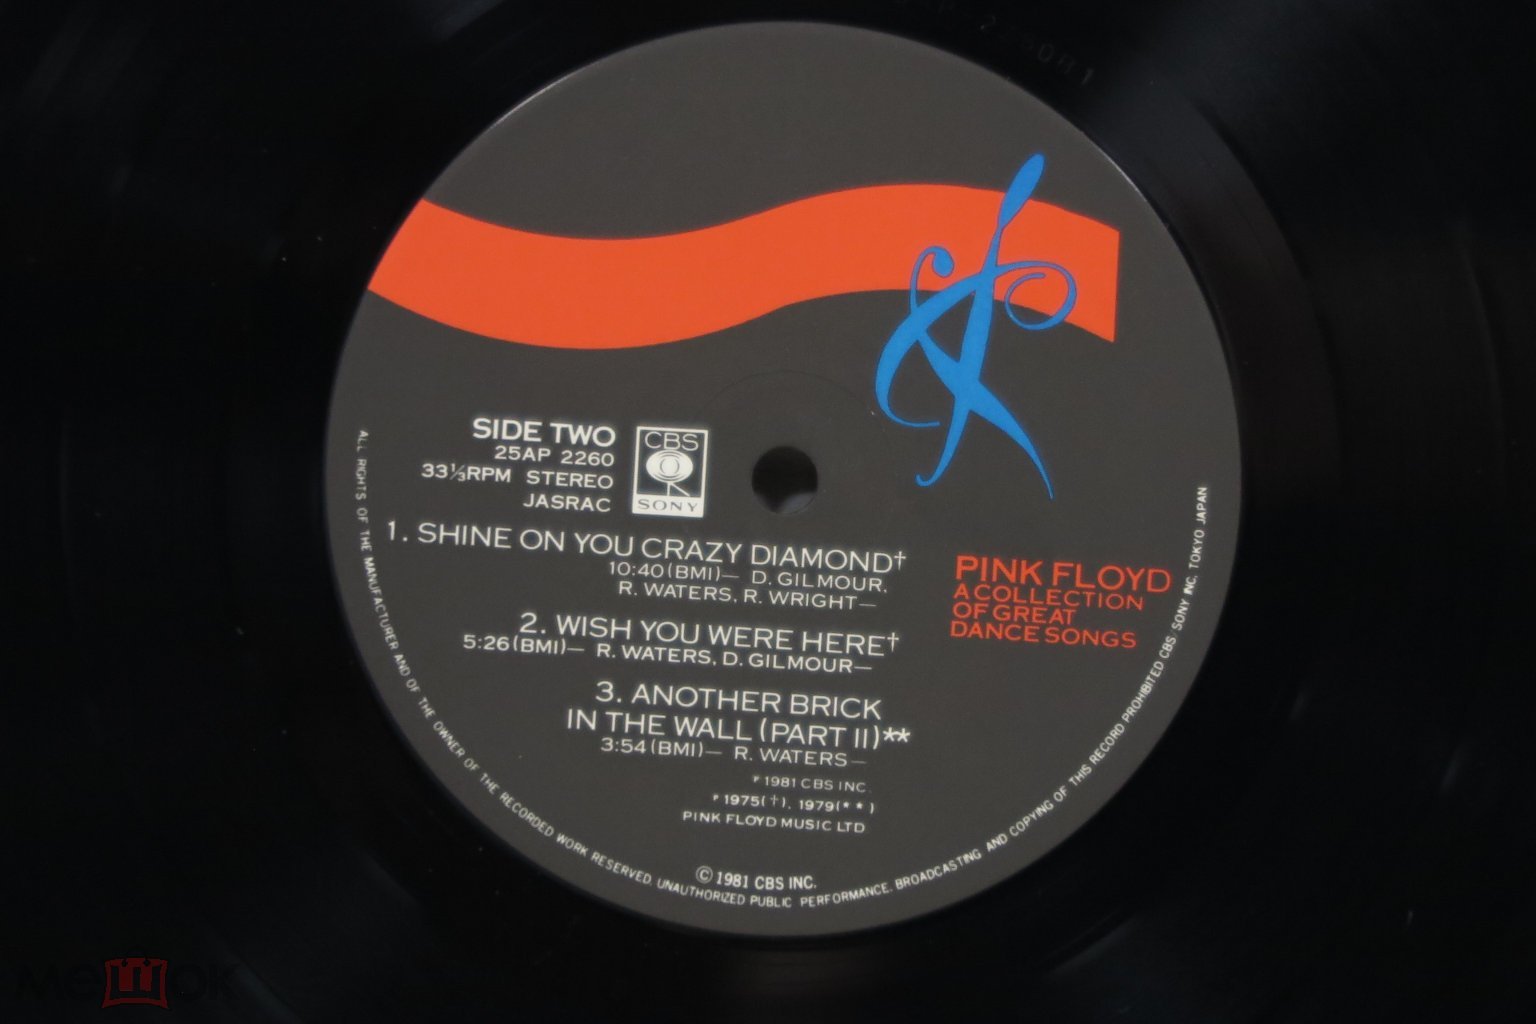 SIDE TWO
25AP 2260
33⅓RPM STEREO
JASRAC
CBS
SONY
1. SHINE ON YOU CRAZY DIAMOND†
10:40(BMI)— D. GILMOUR,
R. WATERS, R. WRIGHT—
2. WISH YOU WERE HERE†
5:26(BMI)— R. WATERS, D. GILMOUR—
3. ANOTHER BRICK
IN THE WALL (PART II)**
3:54(BMI)— R. WATERS—
℗ 1981 CBS INC.
℗ 1975(†), 1979(**)
PINK FLOYD MUSIC LTD
© 1981 CBS INC.
PINK FLOYD
A COLLECTION
OF GREAT
DANCE SONGS
ALL RIGHTS OF THE MANUFACTURER AND OF THE OWNER OF THE RECORDED WORK RESERVED. UNAUTHORIZED PUBLIC PERFORMANCE, BROADCASTING AND COPYING OF THIS RECORD PROHIBITED CBS SONY INC. TOKYO JAPAN
мешок